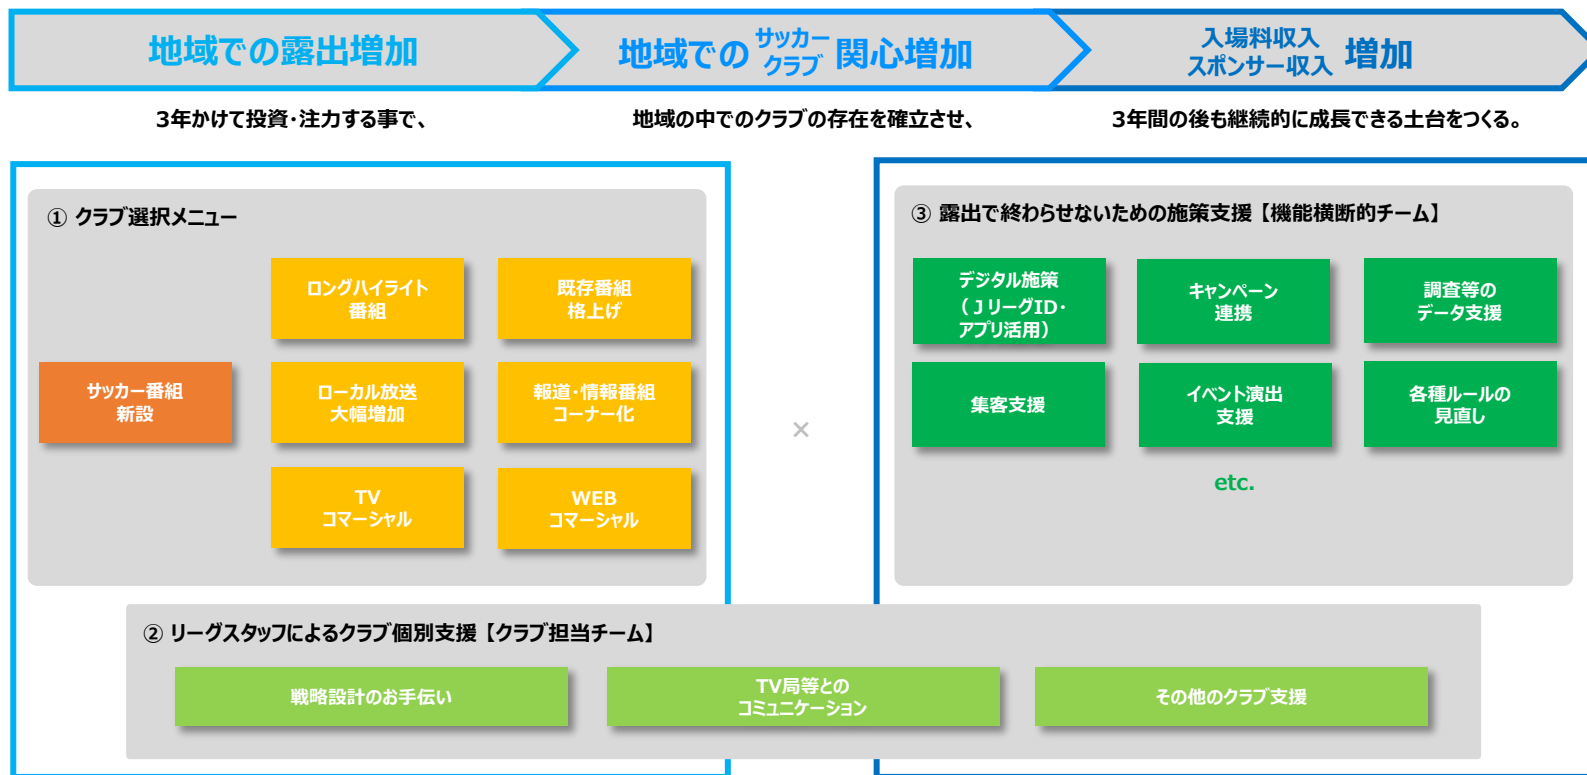 地域での露出増加
地域での サッカー クラブ 関心増加
入場料収入 スポンサー収入 増加
3年かけて投資・注力する事で、
地域の中でのクラブの存在を確立させ、
3年間の後も継続的に成長できる土台をつくる。
① クラブ選択メニュー
ロングハイライト
番組
既存番組
格上げ
サッカー番組
新設
ローカル放送
大幅増加
報道・情報番組
コーナー化
TV
コマーシャル
WEB
コマーシャル
×
③ 露出で終わらせないための施策支援【機能横断的チーム】
デジタル施策
（JリーグID・
アプリ活用）
キャンペーン
連携
調査等の
データ支援
集客支援
イベント演出
支援
各種ルールの
見直し
etc.
② リーグスタッフによるクラブ個別支援【クラブ担当チーム】
戦略設計のお手伝い
TV局等との
コミュニケーション
その他のクラブ支援